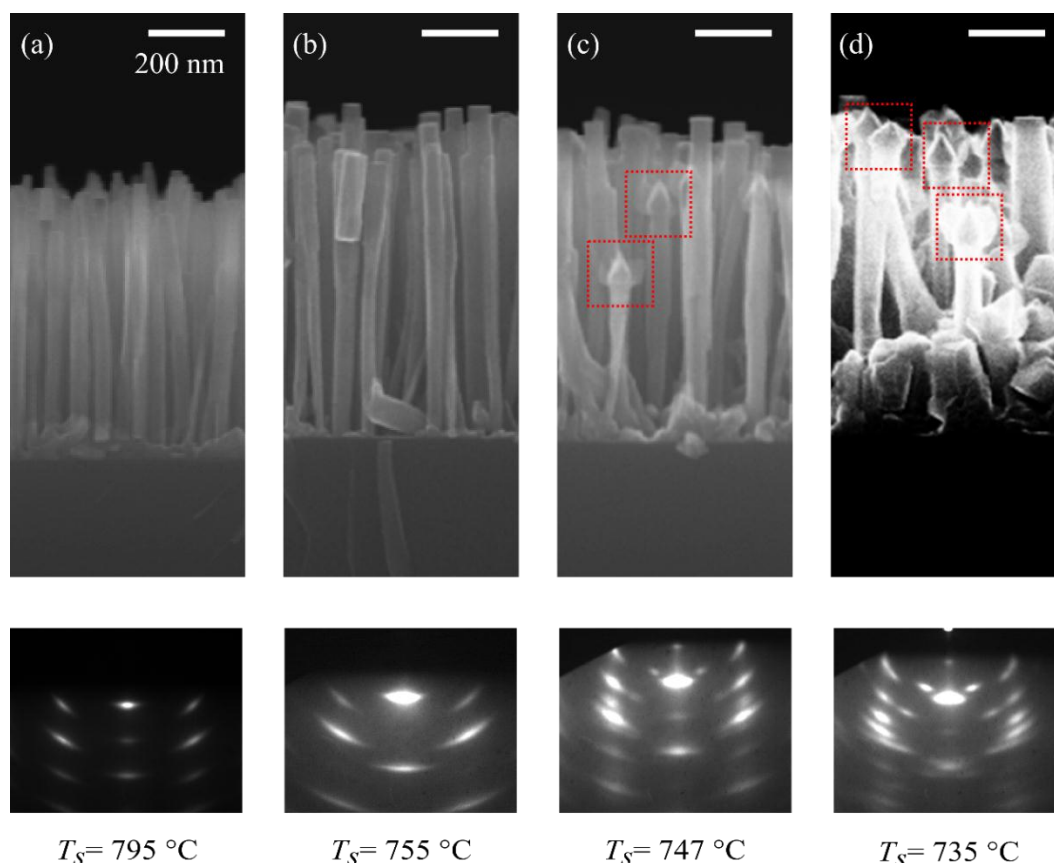 (a)
200 nm
(b)
(c)
(d)
T_S= 795 °C
T_S= 755 °C
T_S= 747 °C
T_S= 735 °C